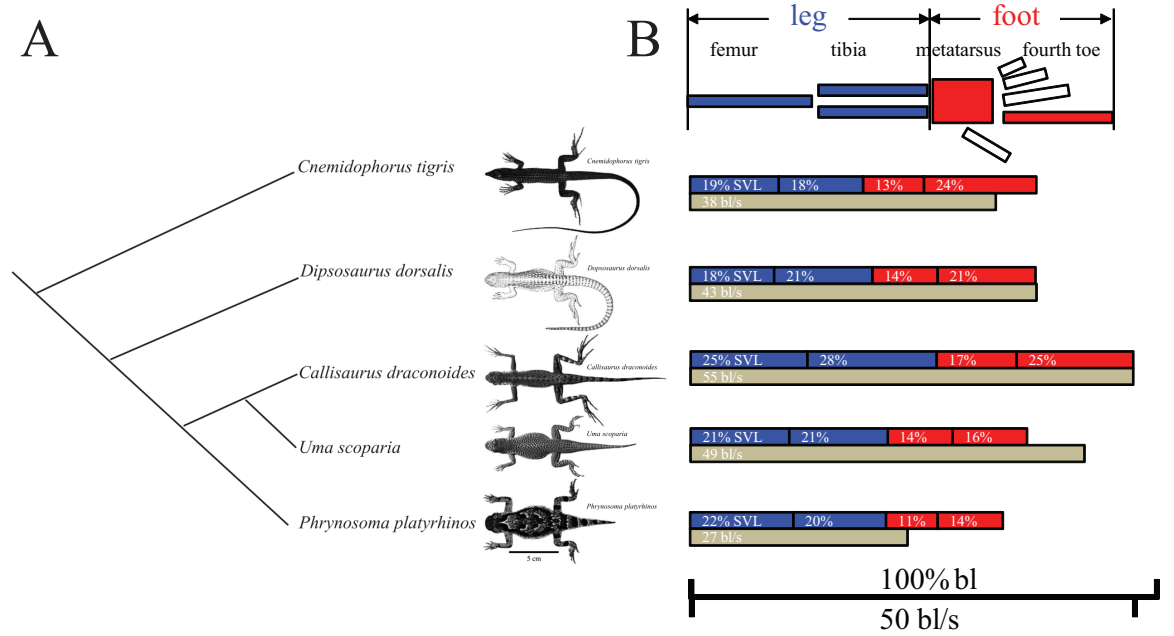 A
B
leg
foot
femur
tibia
metatarsus
fourth toe
Cnemidophorus tigris
Cnemidophorus tigris
19% SVL 18% 13% 24%
38 bl/s
Dipsosaurus dorsalis
Dopsosaurus dorsalis
18% SVL 21% 14% 21%
43 bl/s
Callisaurus draconoides
Callisaurus draconoides
25% SVL 28% 17% 25%
55 bl/s
Uma scoparia
Uma scoparia
21% SVL 21% 14% 16%
49 bl/s
Phrynosoma platyrhinos
Phrynosoma platyrhinos
22% SVL 20% 11% 14%
27 bl/s
5 cm
100% bl
50 bl/s